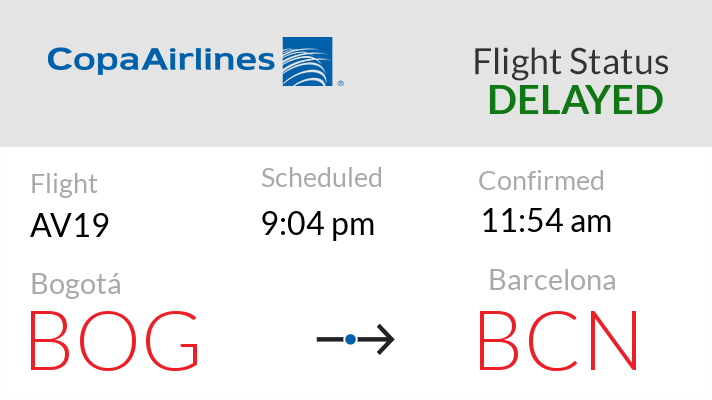 CopaAirlines
®
Flight Status
DELAYED
Flight
Scheduled
Confirmed
AV19
9:04 pm
11:54 am
Bogotá
Barcelona
BOG
BCN